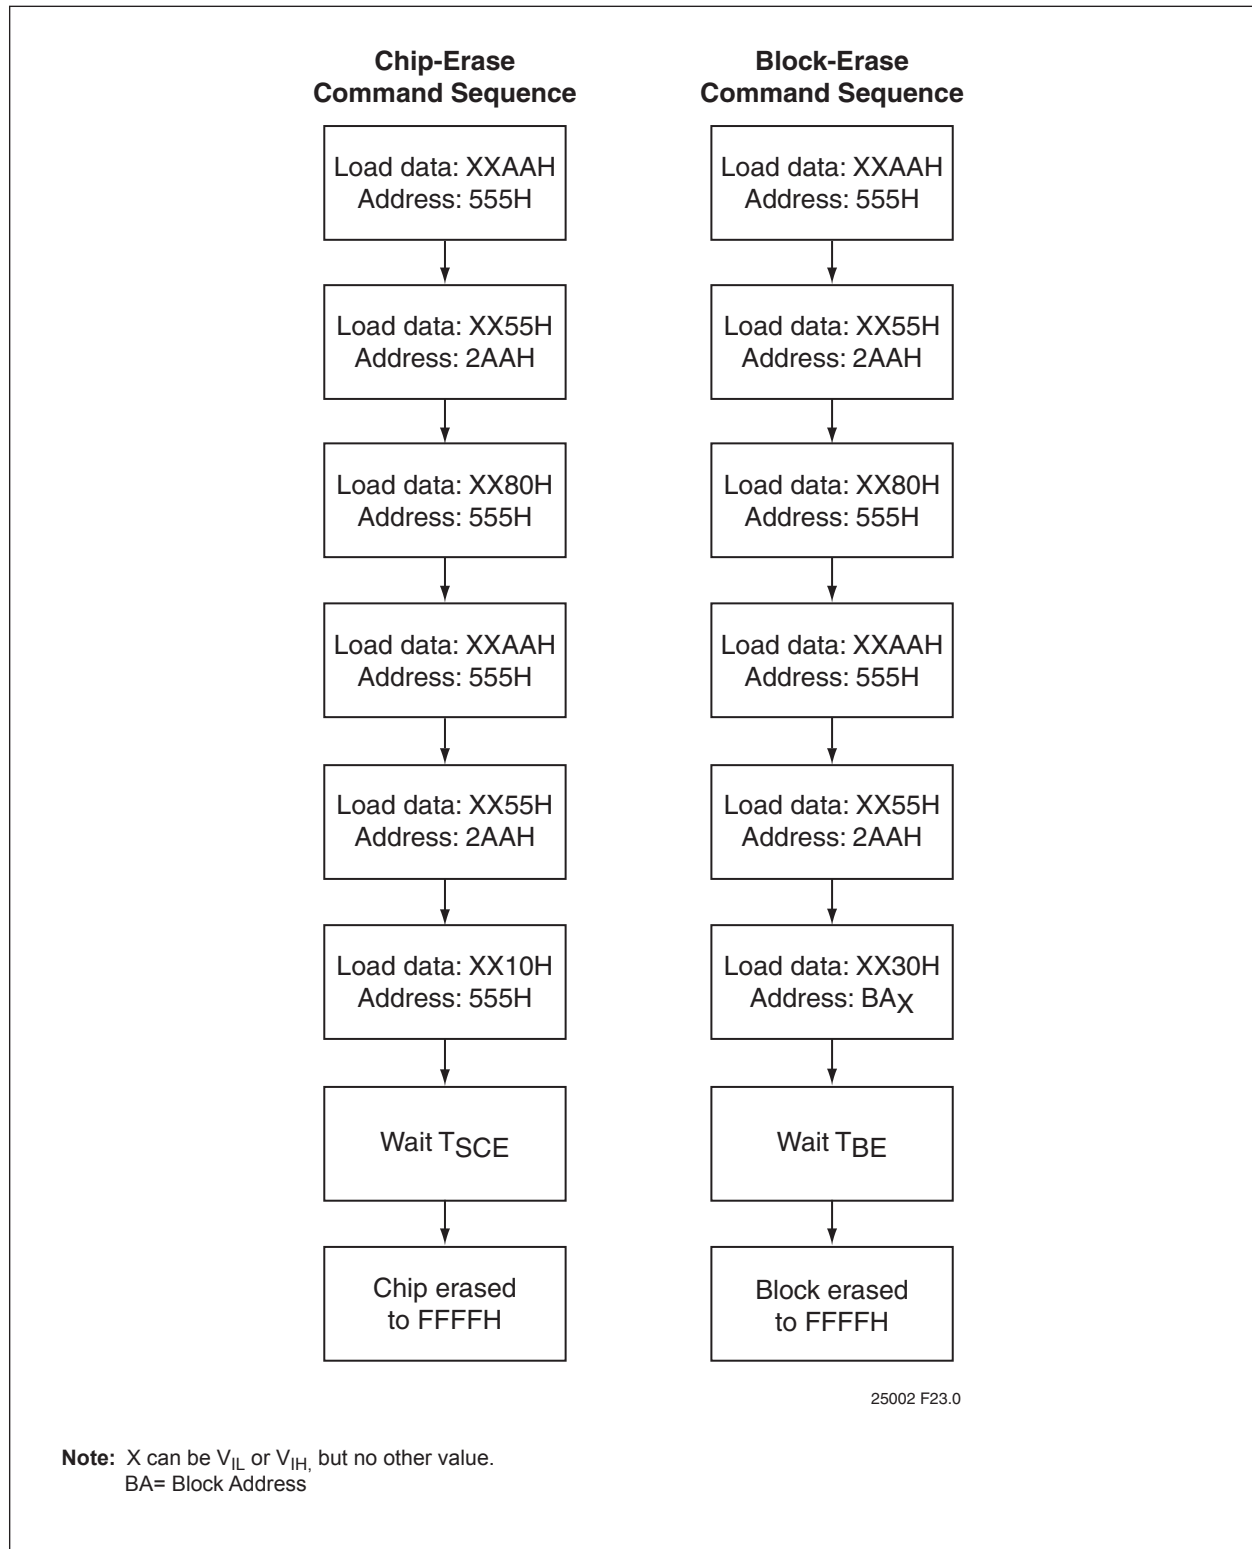 Chip-Erase
Command Sequence
Load data: XXAAH
Address: 555H
Load data: XX55H
Address: 2AAH
Load data: XX80H
Address: 555H
Load data: XXAAH
Address: 555H
Load data: XX55H
Address: 2AAH
Load data: XX10H
Address: 555H
Wait TSCE
Chip erased
to FFFFH
Block-Erase
Command Sequence
Load data: XXAAH
Address: 555H
Load data: XX55H
Address: 2AAH
Load data: XX80H
Address: 555H
Load data: XXAAH
Address: 555H
Load data: XX55H
Address: 2AAH
Load data: XX30H
Address: BAX
Wait TBE
Block erased
to FFFFH
25002 F23.0
Note: X can be VIL or VIH, but no other value.
BA= Block Address